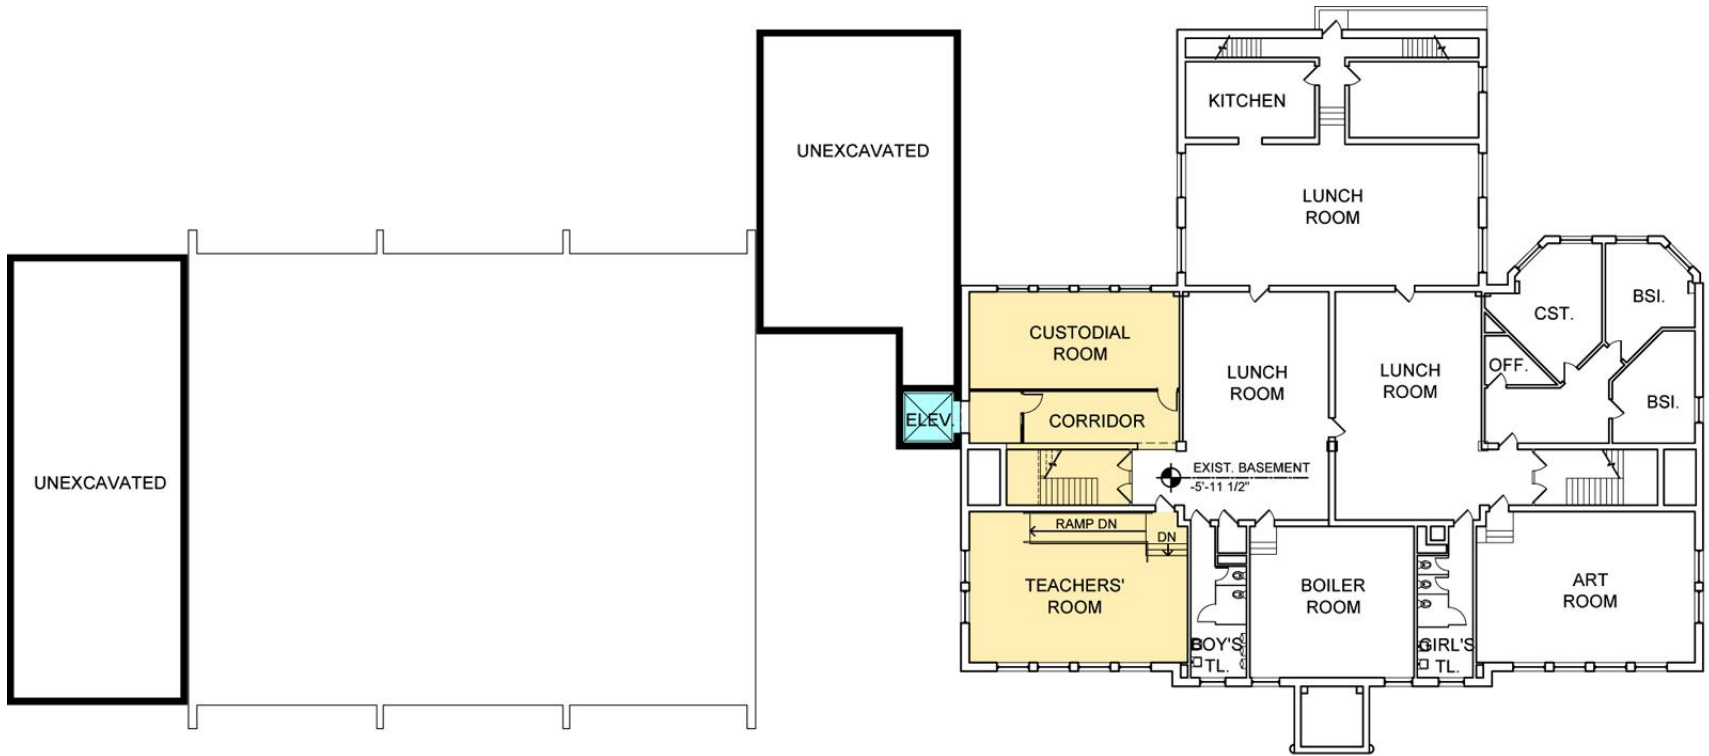 KITCHEN
UNEXCAVATED
LUNCH
ROOM
CUSTODIAL
ROOM
CST.
BSI.
LUNCH
ROOM
LUNCH
ROOM
OFF.
BSI.
ELEV.
CORRIDOR
UNEXCAVATED
EXIST. BASEMENT
-5'-11 1/2"
RAMP DN
DN
TEACHERS'
ROOM
BOILER
ROOM
ART
ROOM
BOY'S
TL.
GIRL'S
TL.